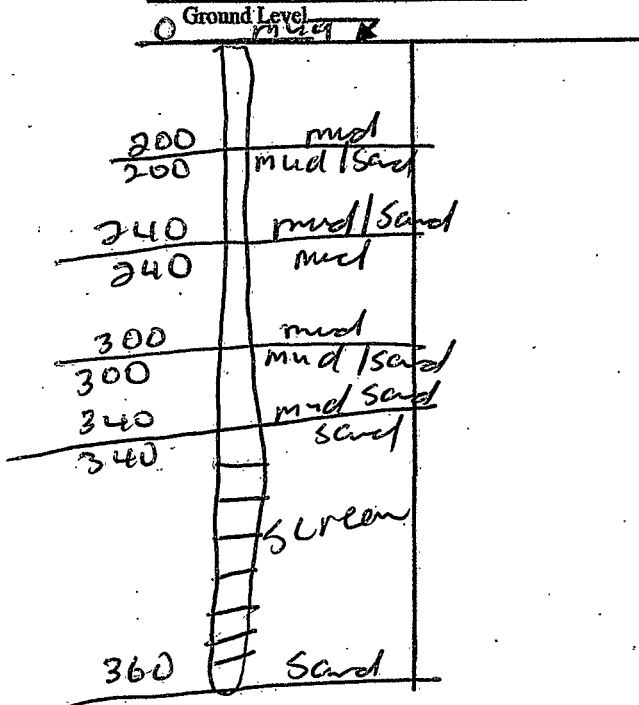 Ground Level
0 mud
200 mud
200 mud/sand
240 mud/sand
240 mud
300 mud
300 mud/sand
340 mud sand
340 sand
screen
360 sand